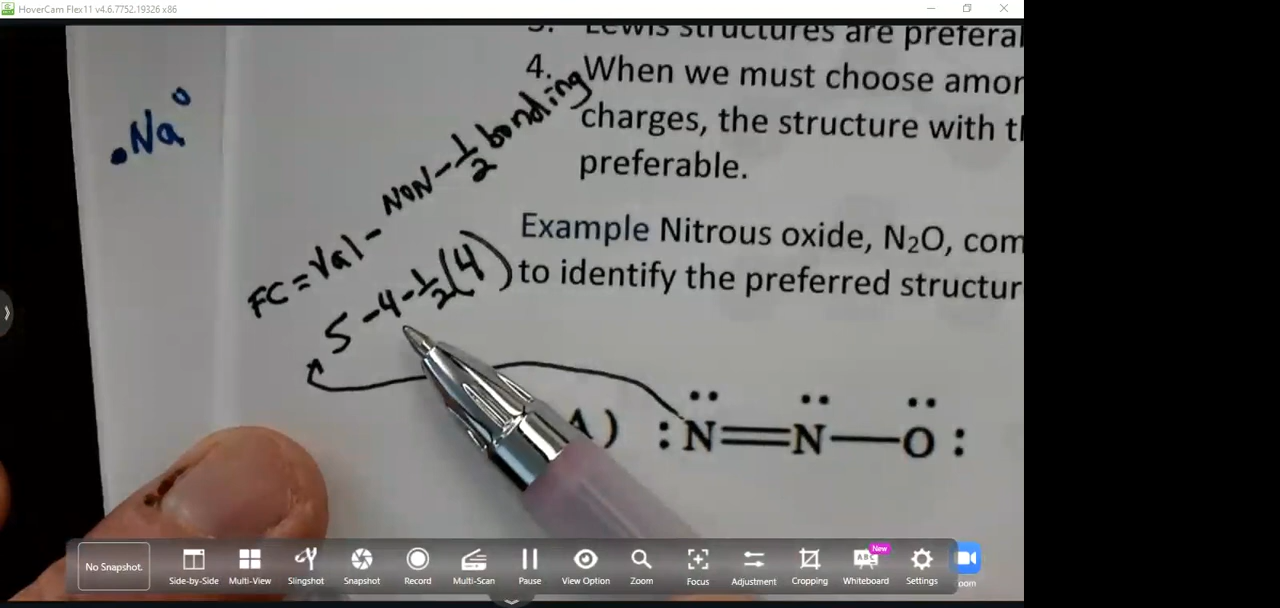 HoverCam Flex11 v4.6.7752.19326 x86
Lewis structures are preferal
4. When we must choose amor
charges, the structure with tl
preferable.
.Na
0
FC = Val - NON - 1/2 bonding
5 - 4 - 1/2 (4)
Example Nitrous oxide, N₂O, com
to identify the preferred structur
A) :N=N—O:
No Snapshot.
Side-by-Side
Multi-View
Slingshot
Snapshot
Record
Multi-Scan
Pause
View Option
Zoom
Focus
Adjustment
Cropping
ABC
New
Whiteboard
Settings
oom